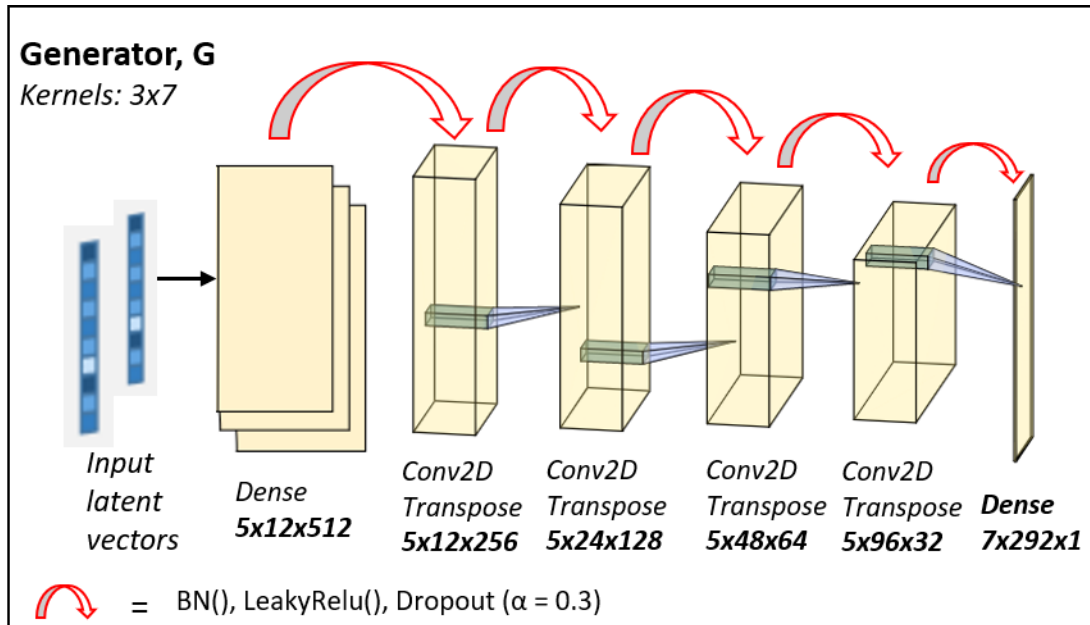 Generator, G
Kernels: 3x7
Input
latent
vectors
Dense
5x12x512
Conv2D
Transpose
5x12x256
Conv2D
Transpose
5x24x128
Conv2D
Transpose
5x48x64
Conv2D
Transpose
5x96x32
Dense
7x292x1
= BN(), LeakyRelu(), Dropout (α = 0.3)